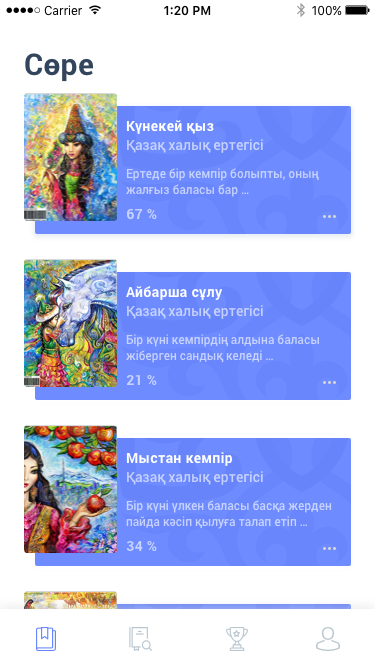 Carrier
1:20 PM
100%
Сөре
Күнекей қыз
Қазақ халық ертегісі
Ертеде бір кемпір болыпты, оның
жалғыз баласы бар ...
67 %
Айбарша сұлу
Қазақ халық ертегісі
Бір күні кемпірдің алдына баласы
жіберген сандық келеді ...
21 %
Мыстан кемпір
Қазақ халық ертегісі
Бір күні үлкен баласы басқа жерден
пайда кәсіп қылуға талап етіп ...
34 %